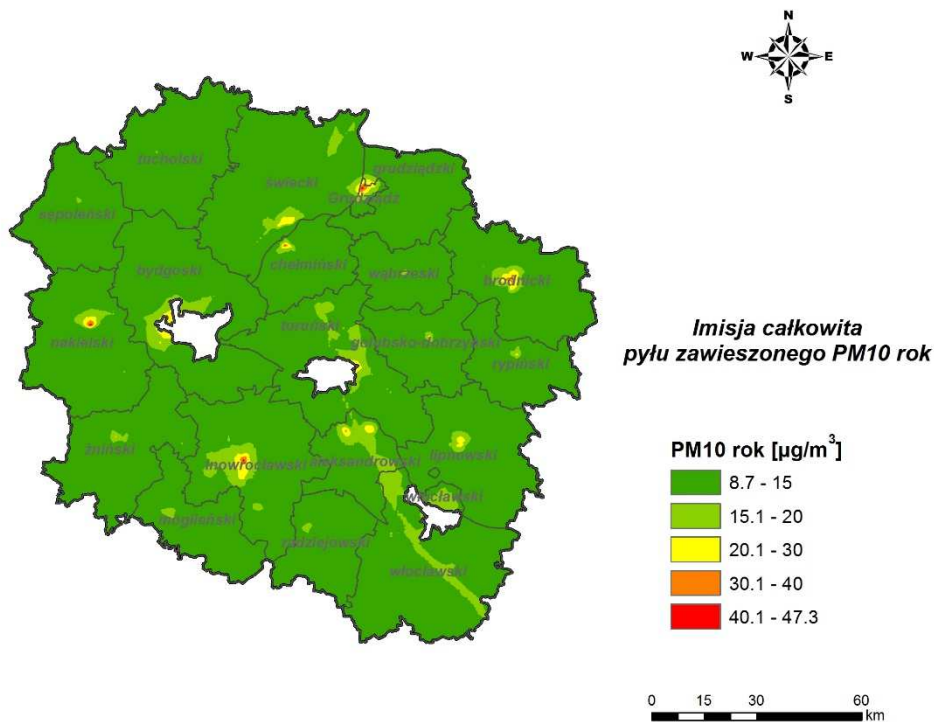 N
W E
S
tucholski
grudziądzki
świecki
Grudziądz
sępoleński
chełmiński
bydgoski
wąbrzeski
brodnicki
toruński
nakielski
golubsko-dobrzyński
rypiński
Imisja całkowita
pyłu zawieszonego PM10 rok
żniński
inowrocławski
aleksandrowski
lipnowski
włocławski
mogileński
radziejowski
włocławski
PM10 rok [µg/m³]
8.7 - 15
15.1 - 20
20.1 - 30
30.1 - 40
40.1 - 47.3
0 15 30 60
km